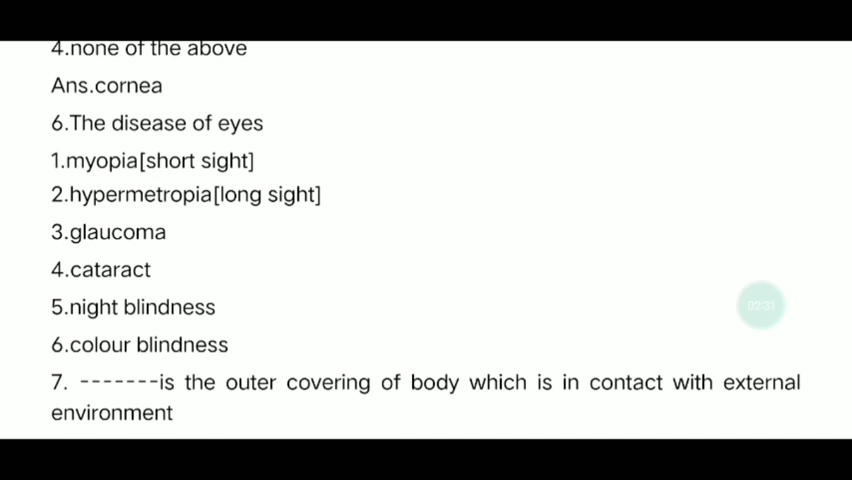 4.none of the above
Ans.cornea
6.The disease of eyes
1.myopia[short sight]
2.hypermetropia[long sight]
3.glaucoma
4.cataract
5.night blindness
02:31
6.colour blindness
7. -------is the outer covering of body which is in contact with external
environment